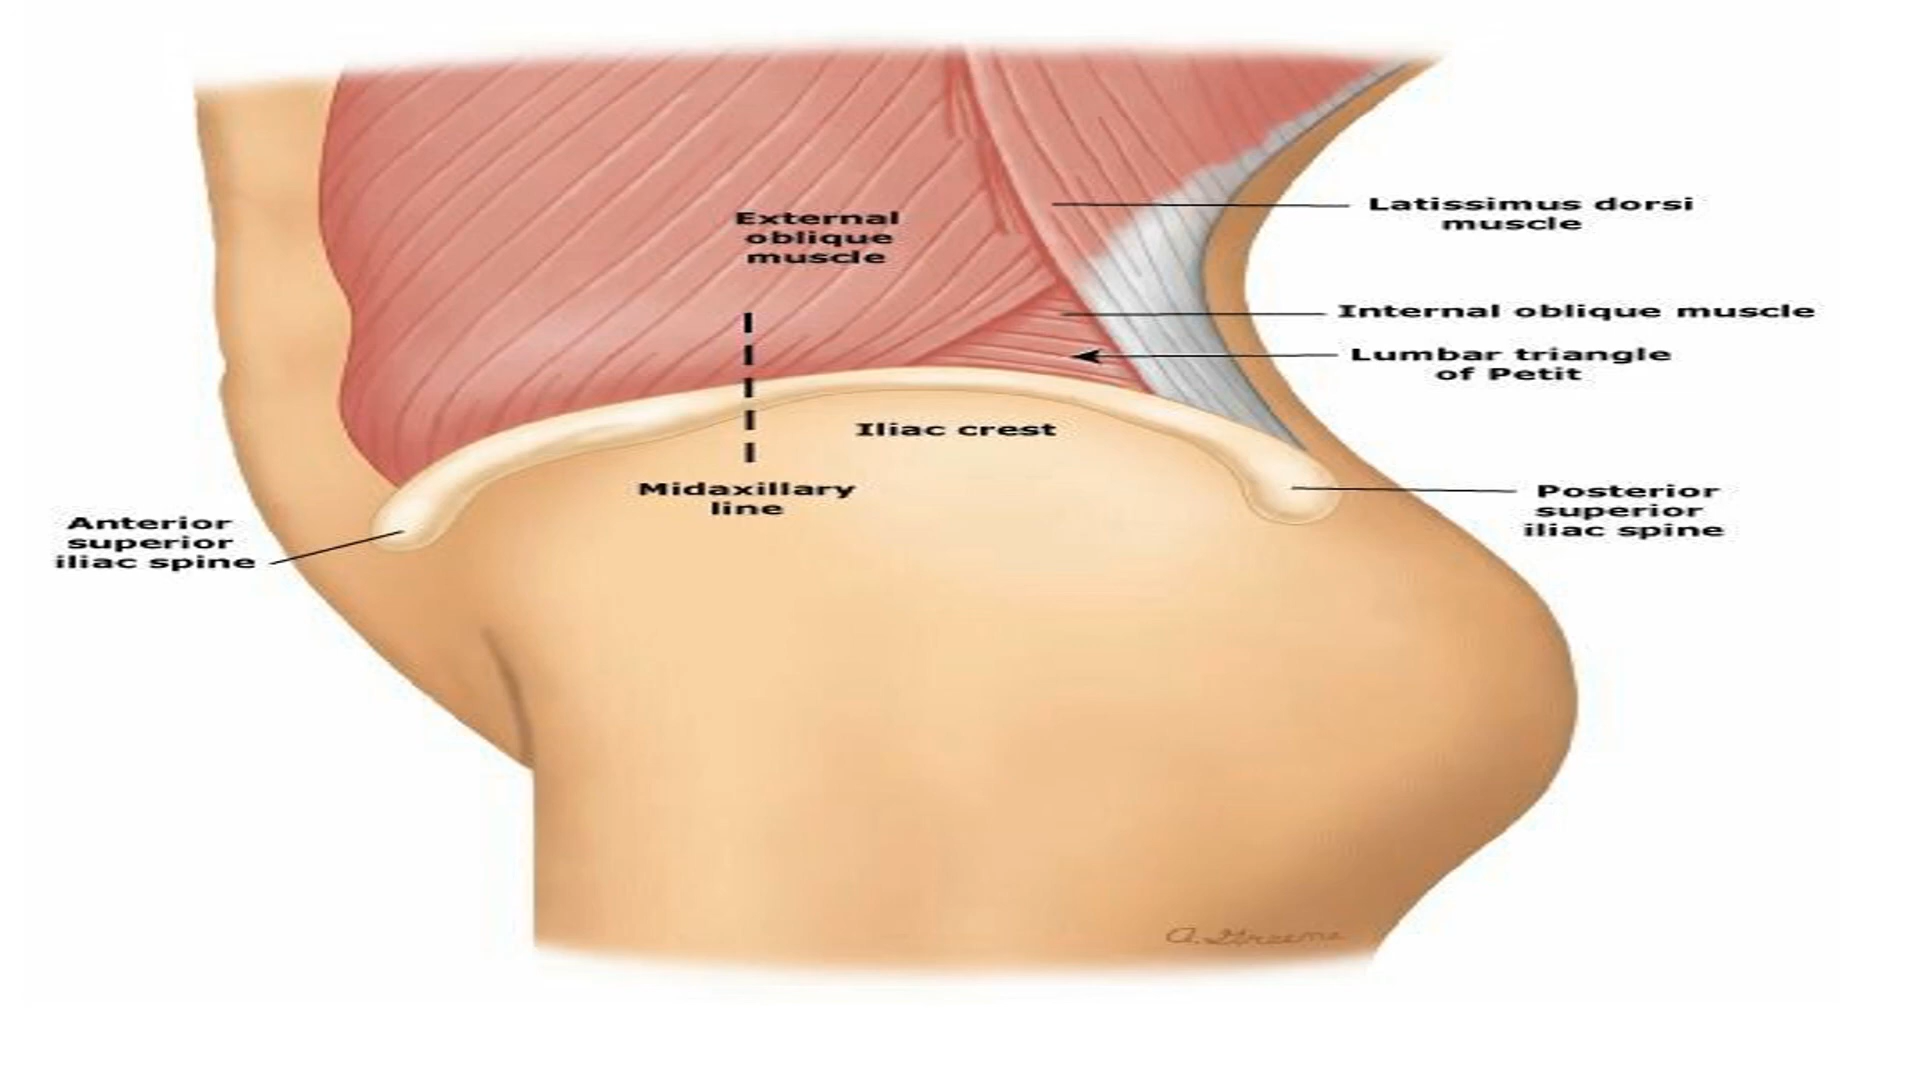 External
oblique
muscle
Latissimus dorsi
muscle
Internal oblique muscle
Lumbar triangle
of Petit
Iliac crest
Midaxillary
line
Anterior
superior
iliac spine
Posterior
superior
iliac spine